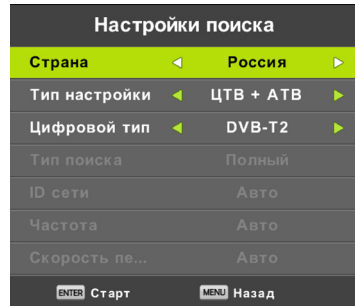 Настройки поиска
Страна Россия
Тип настройки ЦТВ + АТВ
Цифровой тип DVB-T2
Тип поиска Полный
ID сети Авто
Частота Авто
Скорость пе... Авто
ENTER Старт MENU Назад